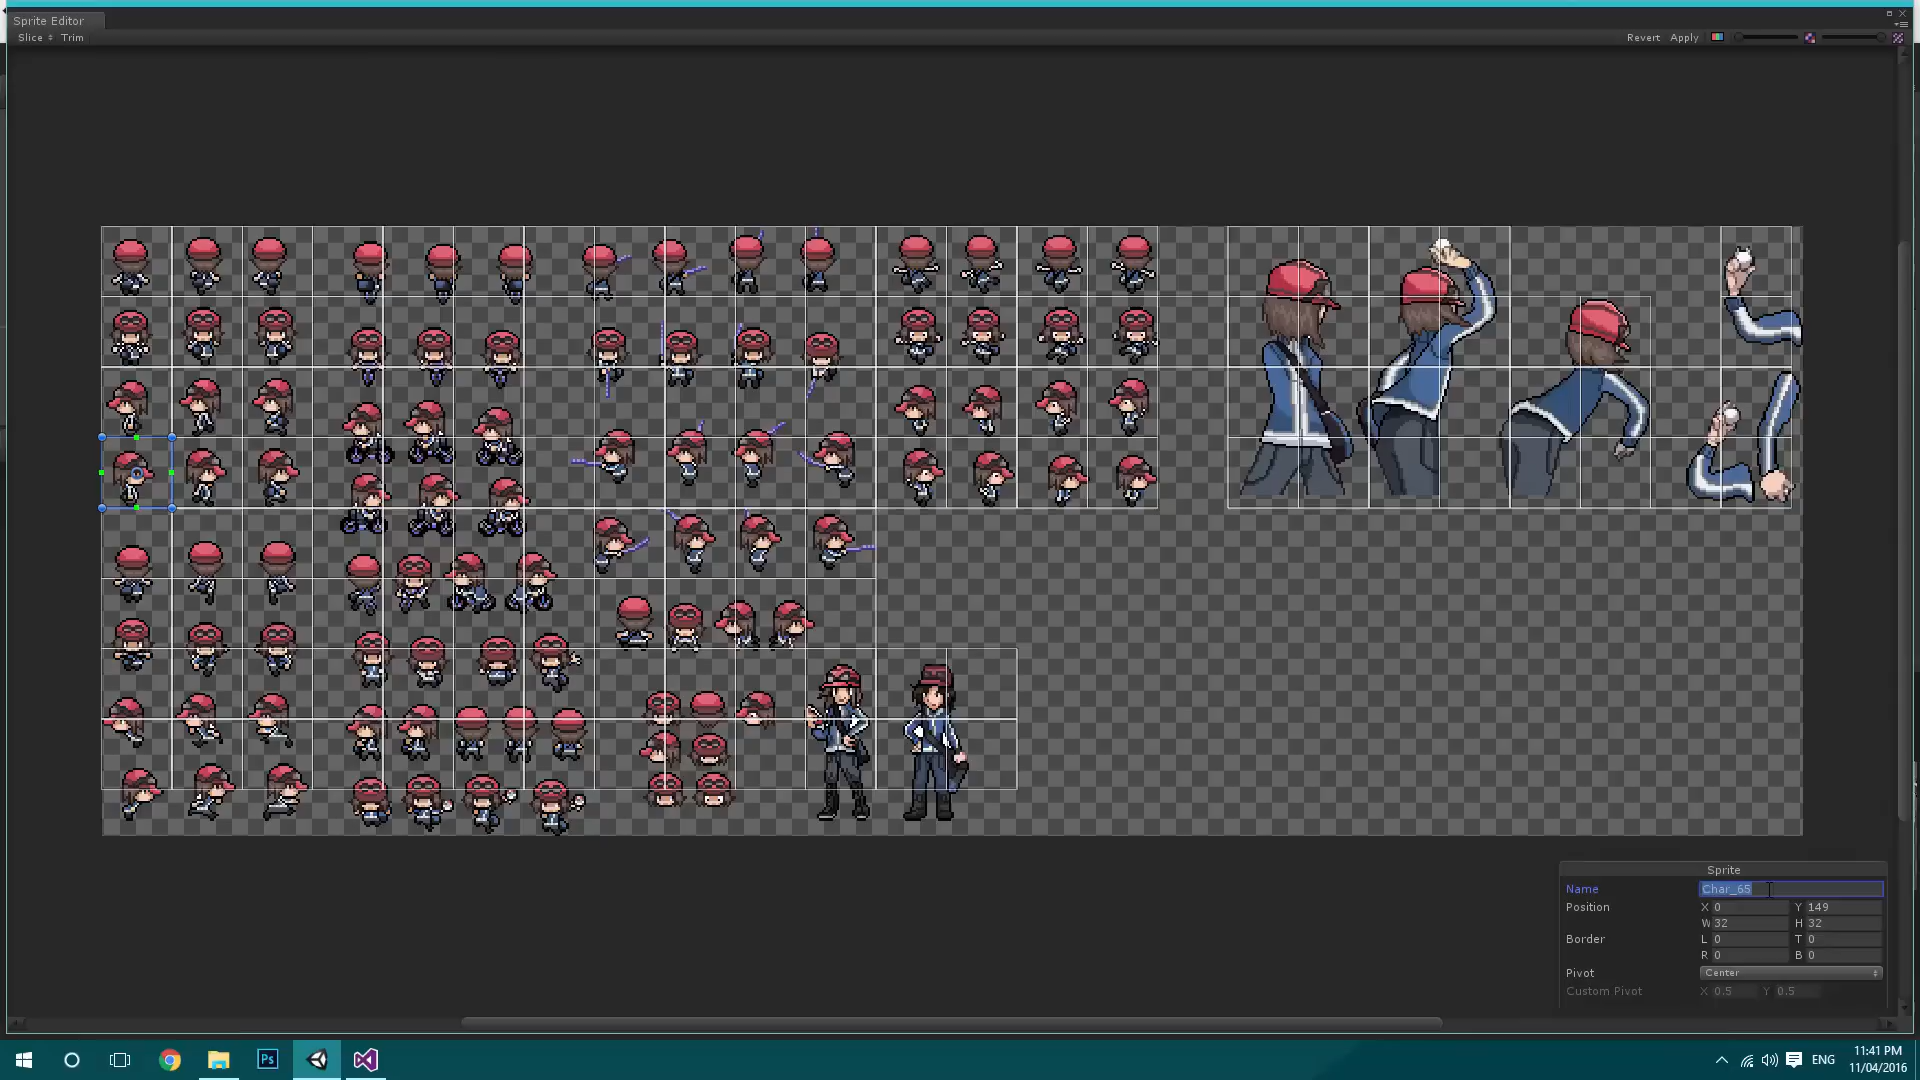 Sprite Editor
Slice Trim
Revert Apply
Sprite
Name Char_65
Position X 0 Y 149
W 32 H 32
Border L 0 T 0
R 0 B 0
Pivot Center
Custom Pivot X 0.5 Y 0.5
Ps
ENG
11:41 PM
11/04/2016